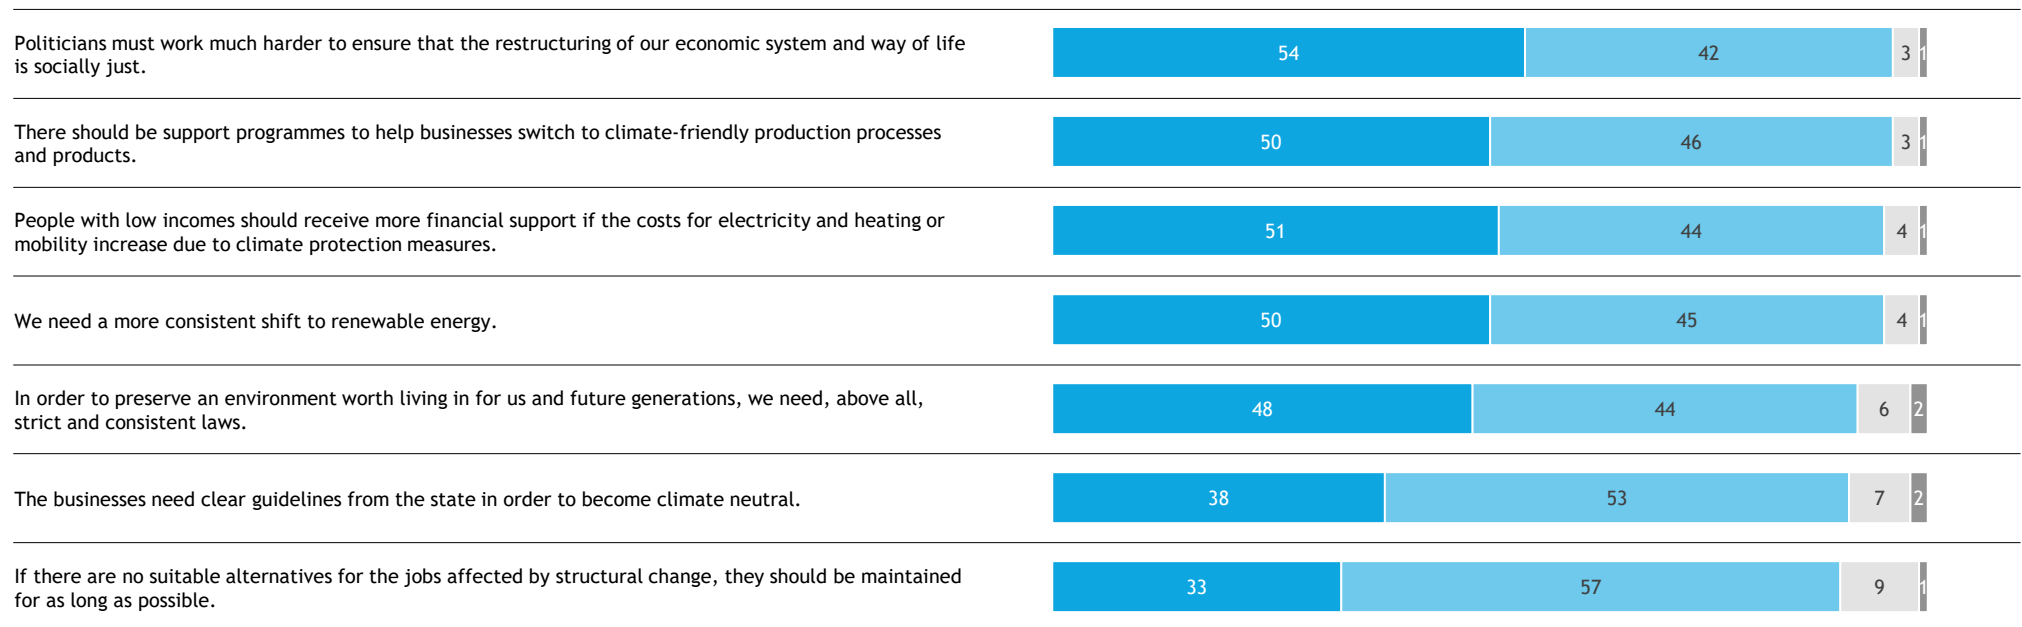 Politicians must work much harder to ensure that the restructuring of our economic system and way of life
is socially just.
54 42 3 1
There should be support programmes to help businesses switch to climate-friendly production processes
and products.
50 46 3 1
People with low incomes should receive more financial support if the costs for electricity and heating or
mobility increase due to climate protection measures.
51 44 4 1
We need a more consistent shift to renewable energy.
50 45 4 1
In order to preserve an environment worth living in for us and future generations, we need, above all,
strict and consistent laws.
48 44 6 2
The businesses need clear guidelines from the state in order to become climate neutral.
38 53 7 2
If there are no suitable alternatives for the jobs affected by structural change, they should be maintained
for as long as possible.
33 57 9 1